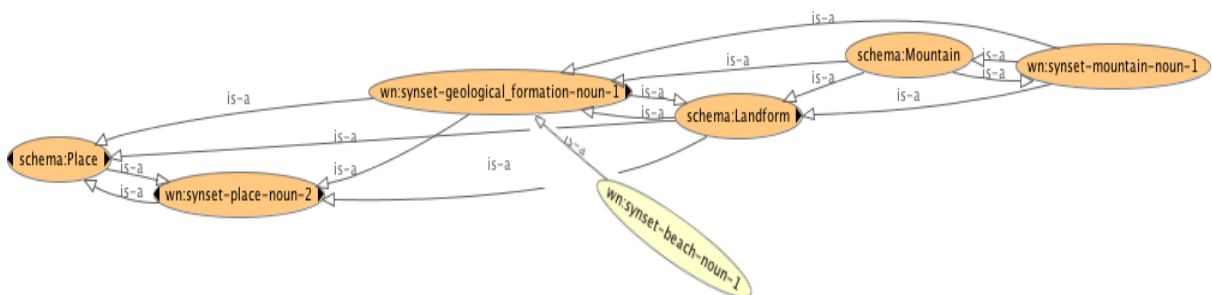 is-a
schema:Mountain
is-a
wn:synset-mountain-noun-1
is-a
is-a
is-a
wn:synset-geological_formation-noun-1
is-a
is-a
is-a
is-a
schema:Landform
is-a
is-a
is-a
schema:Place
is-a
is-a
is-a
is-a
wn:synset-place-noun-2
wn:synset-beach-noun-1